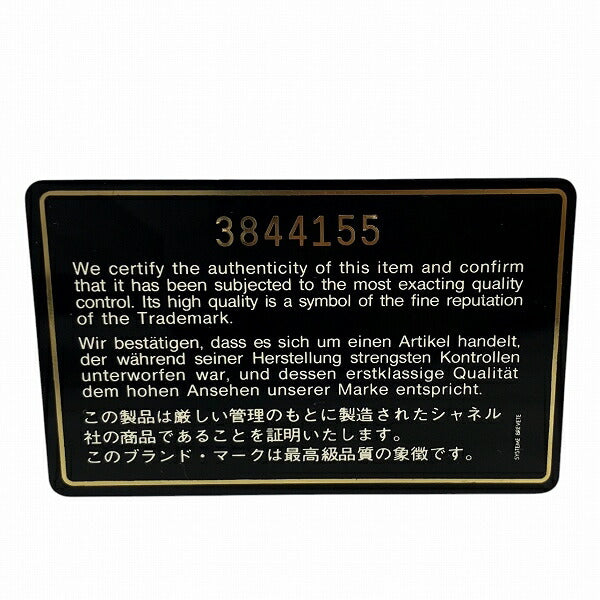 3844155
We certify the authenticity of this item and confirm
that it has been subjected to the most exacting quality
control. Its high quality is a symbol of the fine reputation
of the Trademark.
Wir bestätigen, dass es sich um einen Artikel handelt,
der während seiner Herstellung strengsten Kontrollen
unterworfen war, und dessen erstklassige Qualität
dem hohen Ansehen unserer Marke entspricht.
この製品は厳しい管理のもとに製造されたシャネル
社の商品であることを証明いたします。
このブランド・マークは最高級品質の象徴です。
SYSTEME BREVETE